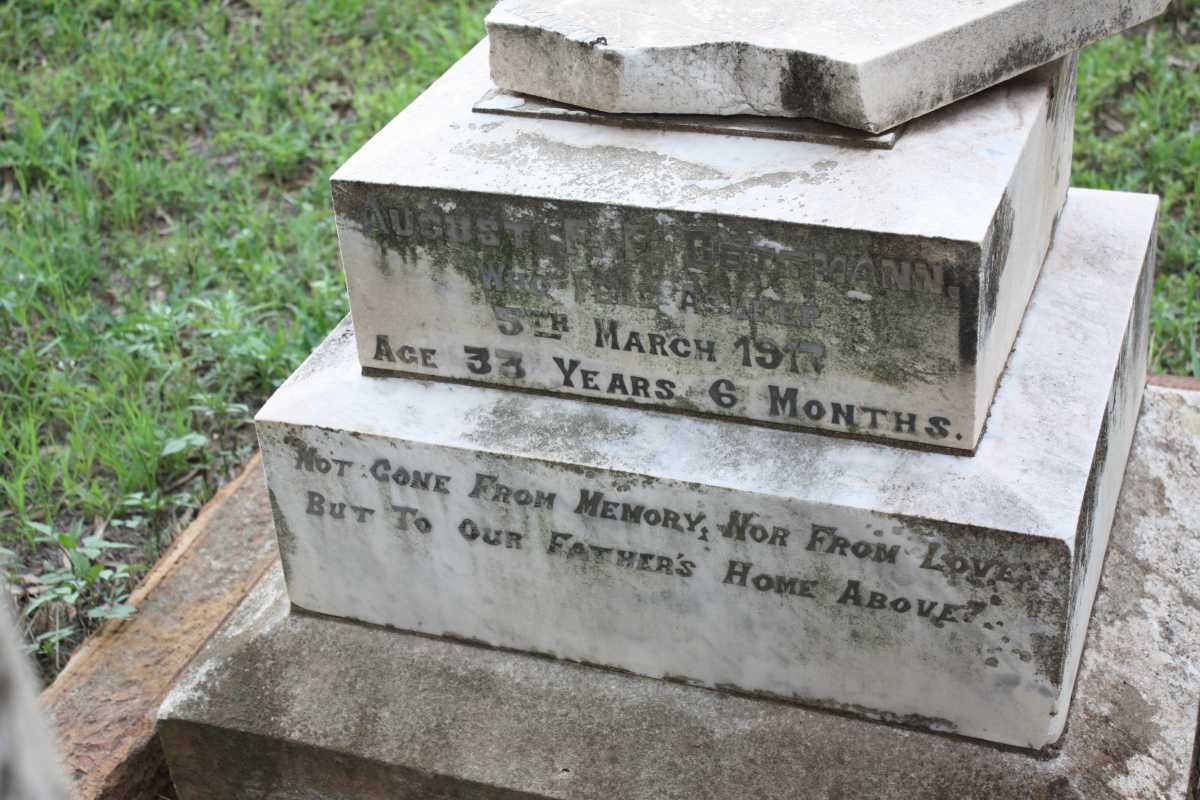 DETTMANN,
WHO FELL ASLEEP
5TH MARCH
AGE 33 YEARS 6 MONTHS.
NOT GONE FROM MEMORY, NOR FROM LOVE,
BUT TO OUR FATHER'S HOME ABOVE.